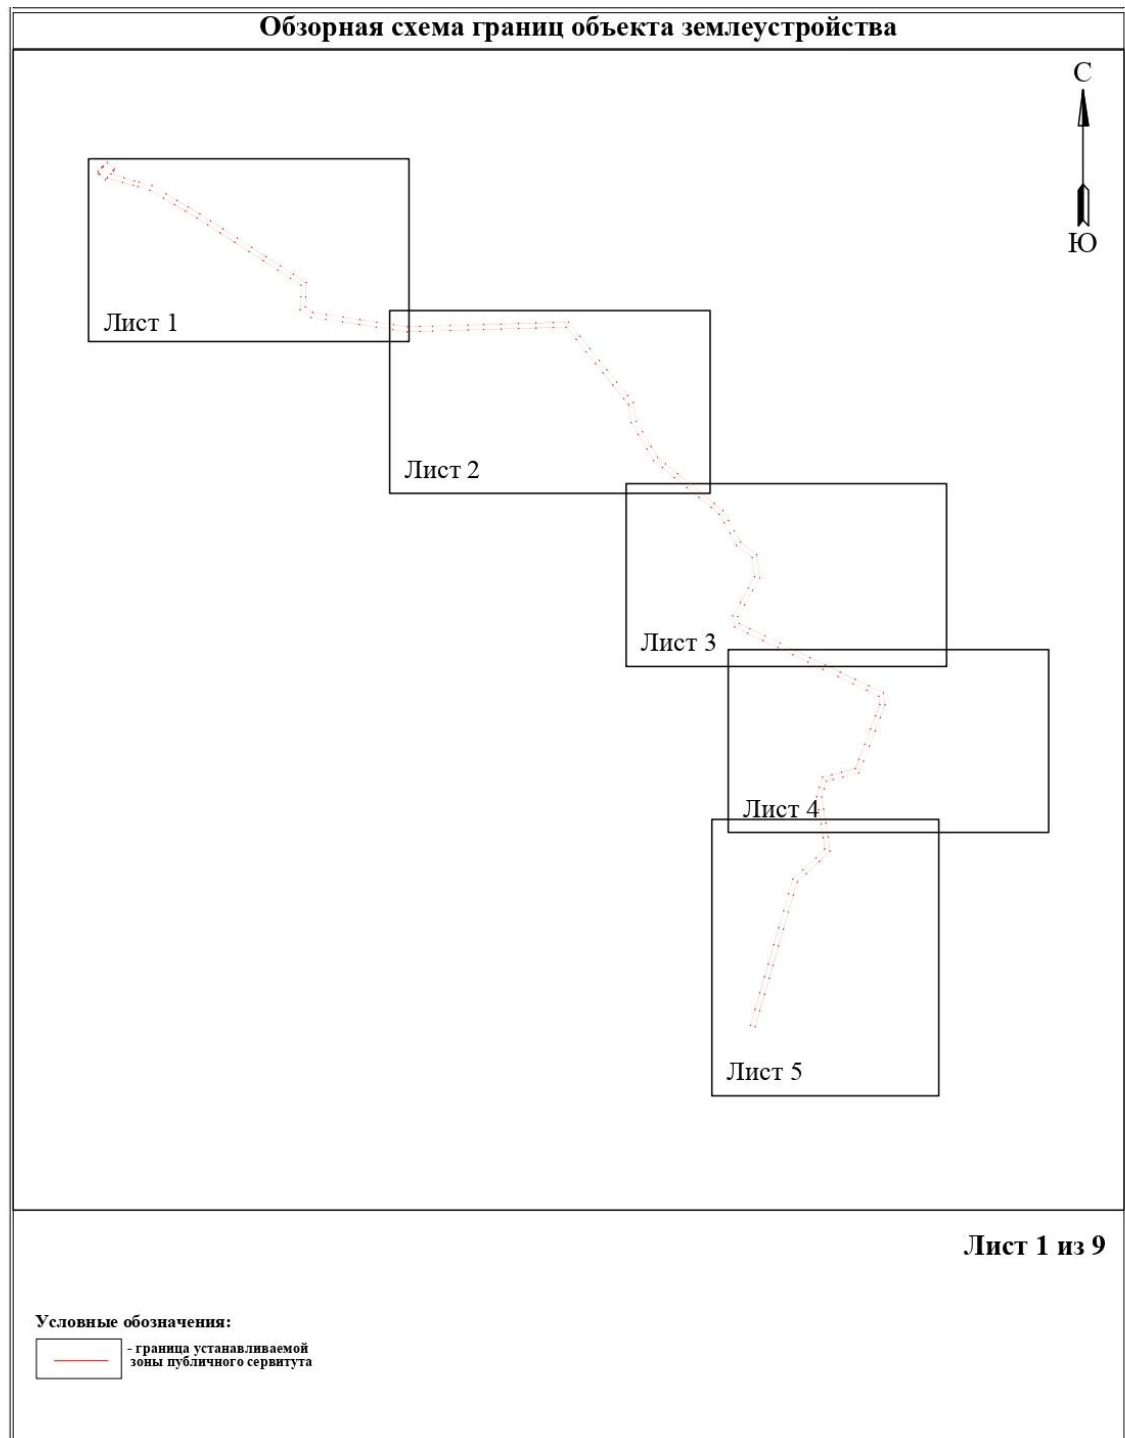 Обзорная схема границ объекта землеустройства
С
Ю
Лист 1
Лист 2
Лист 3
Лист 4
Лист 5
Лист 1 из 9
Условные обозначения:
- граница устанавливаемой
зоны публичного сервитута